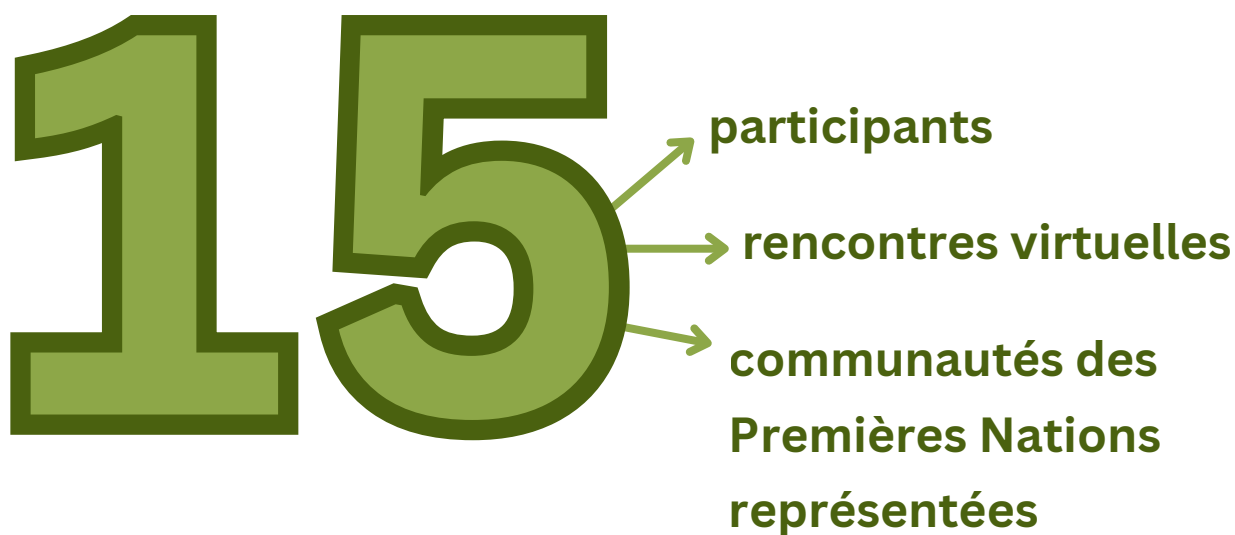 15
participants
rencontres virtuelles
communautés des
Premières Nations
représentées